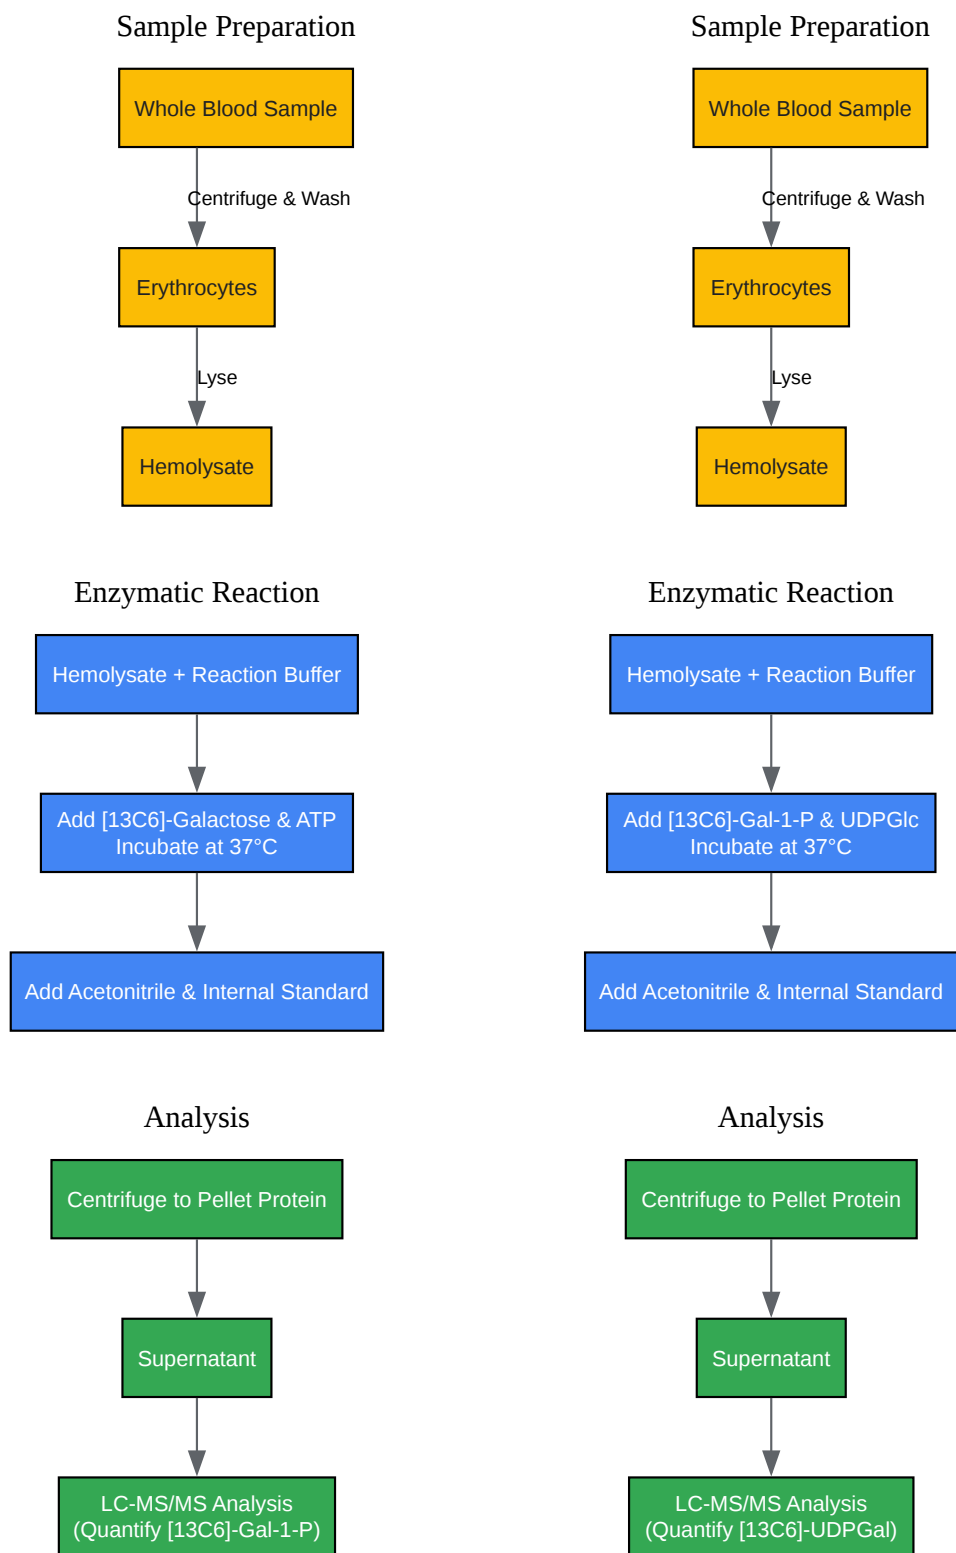 Sample Preparation
Whole Blood Sample
Centrifuge & Wash
Erythrocytes
Lyse
Hemolysate
Enzymatic Reaction
Hemolysate + Reaction Buffer
Add [13C6]-Galactose & ATP
Incubate at 37°C
Add Acetonitrile & Internal Standard
Analysis
Centrifuge to Pellet Protein
Supernatant
LC-MS/MS Analysis
(Quantify [13C6]-Gal-1-P)
Sample Preparation
Whole Blood Sample
Centrifuge & Wash
Erythrocytes
Lyse
Hemolysate
Enzymatic Reaction
Hemolysate + Reaction Buffer
Add [13C6]-Gal-1-P & UDPGlc
Incubate at 37°C
Add Acetonitrile & Internal Standard
Analysis
Centrifuge to Pellet Protein
Supernatant
LC-MS/MS Analysis
(Quantify [13C6]-UDPGal)